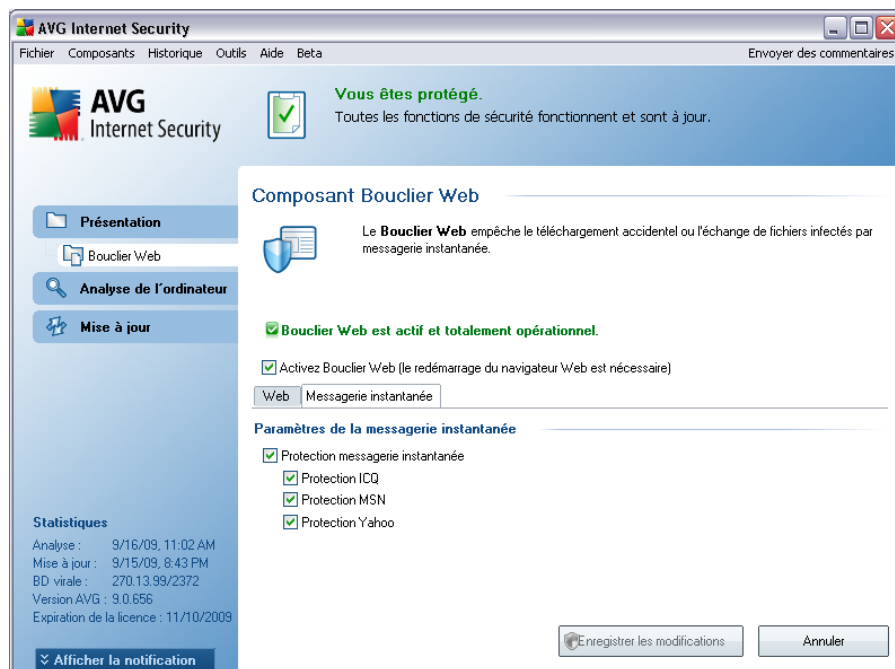 AVG Internet Security
Fichier Composants Historique Outils Aide Beta Envoyer des commentaires
AVG
Internet Security
Vous êtes protégé.
Toutes les fonctions de sécurité fonctionnent et sont à jour.
Présentation
Bouclier Web
Analyse de l'ordinateur
Mise à jour
Composant Bouclier Web
Le Bouclier Web empêche le téléchargement accidentel ou l'échange de fichiers infectés par
messagerie instantanée.
Bouclier Web est actif et totalement opérationnel.
Activez Bouclier Web (le redémarrage du navigateur Web est nécessaire)
Web Messagerie instantanée
Paramètres de la messagerie instantanée
Protection messagerie instantanée
Protection ICQ
Protection MSN
Protection Yahoo
Statistiques
Analyse : 9/16/09, 11:02 AM
Mise à jour : 9/15/09, 8:43 PM
BD virale : 270.13.99/2372
Version AVG : 9.0.656
Expiration de la licence : 11/10/2009
Afficher la notification
Enregistrer les modifications Annuler